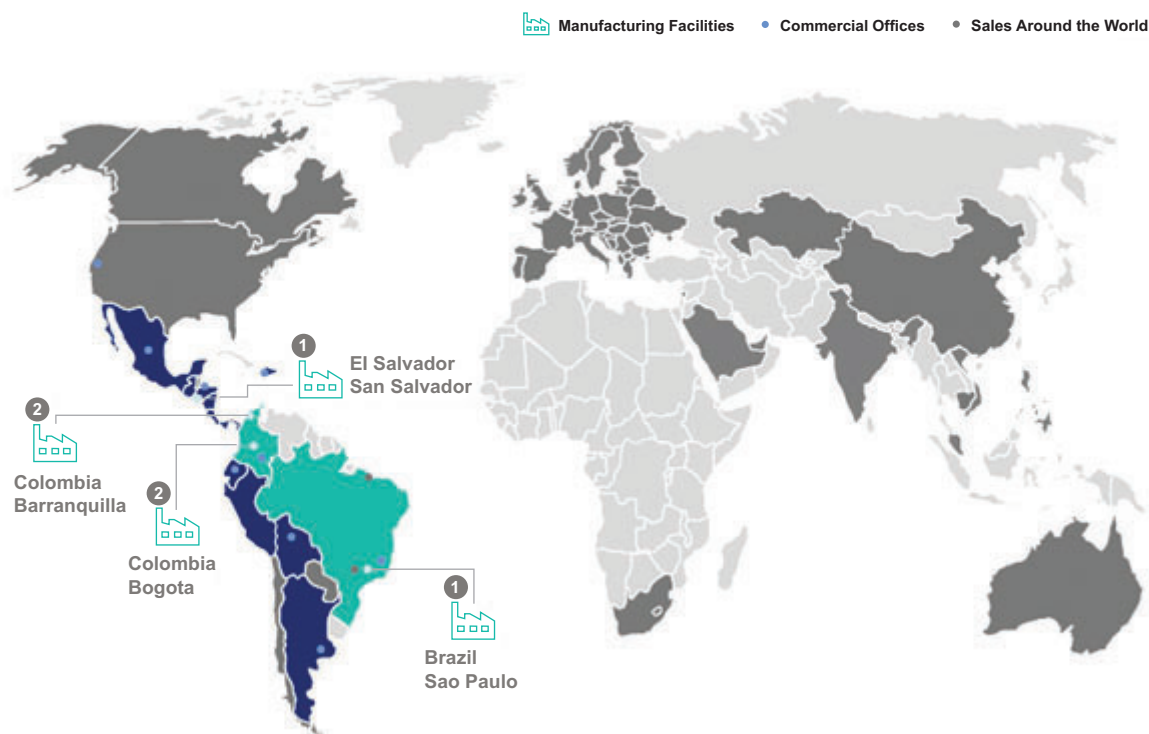 Manufacturing Facilities
Commercial Offices
Sales Around the World
1
El Salvador
San Salvador
2
Colombia
Barranquilla
2
Colombia
Bogota
1
Brazil
Sao Paulo